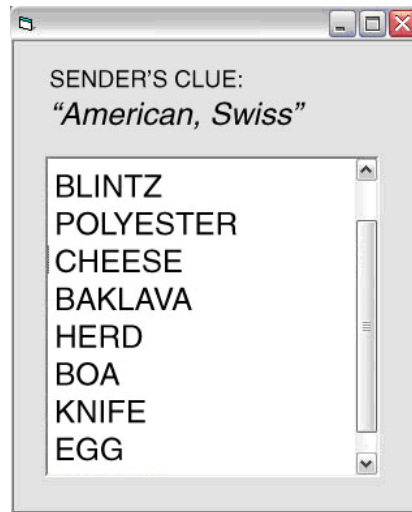 SENDER'S CLUE:
“American, Swiss”
BLINTZ
POLYESTER
CHEESE
BAKLAVA
HERD
BOA
KNIFE
EGG